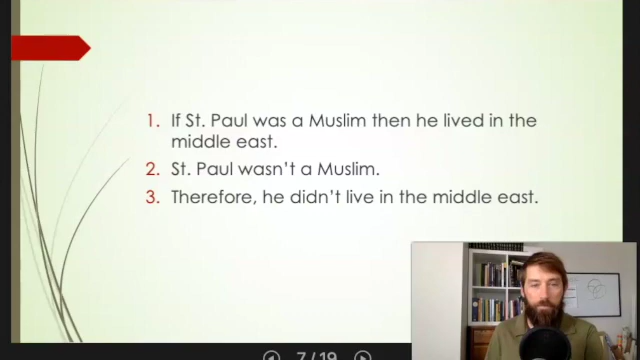 1. If St. Paul was a Muslim then he lived in the
middle east.
2. St. Paul wasn't a Muslim.
3. Therefore, he didn't live in the middle east.
7 / 19